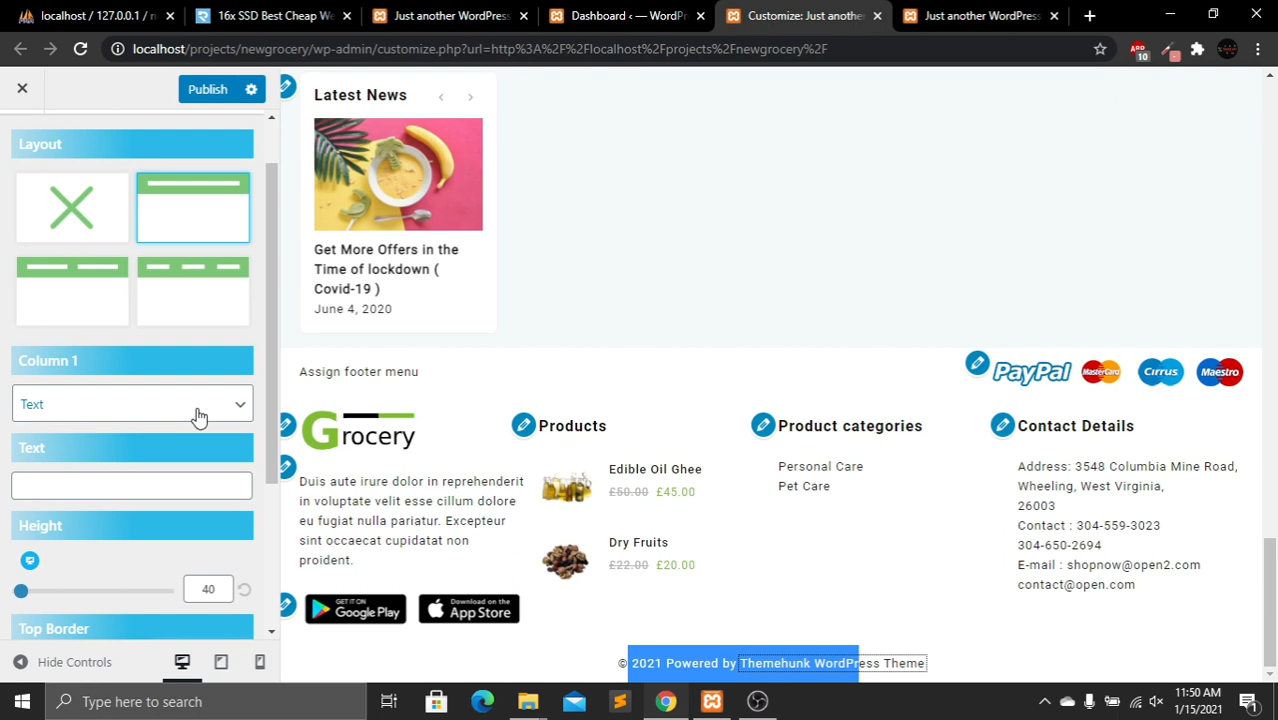 localhost / 127.0.0.1 / n
16x SSD Best Cheap We
Just another WordPress
Dashboard ‹ — WordPr
Customize: Just anothe
Just another WordPress
localhost/projects/newgrocery/wp-admin/customize.php?url=http%3A%2F%2Flocalhost%2Fprojects%2Fnewgrocery%2F
ABP
10
Publish
Layout
Column 1
Text
Text
Height
40
Top Border
Hide Controls
Latest News
Get More Offers in the
Time of lockdown (
Covid-19 )
June 4, 2020
Assign footer menu
PayPal MasterCard Cirrus Maestro
Grocery
Duis aute irure dolor in reprehenderit
in voluptate velit esse cillum dolore
eu fugiat nulla pariatur. Excepteur
sint occaecat cupidatat non
proident.
GET IT ON
Google Play
Download on the
App Store
Products
Edible Oil Ghee
£50.00 £45.00
Dry Fruits
£22.00 £20.00
Product categories
Personal Care
Pet Care
Contact Details
Address: 3548 Columbia Mine Road,
Wheeling, West Virginia,
26003
Contact : 304-559-3023
304-650-2694
E-mail : shopnow@open2.com
contact@open.com
© 2021 Powered by Themehunk WordPress Theme
Type here to search
11:50 AM
1/15/2021
1